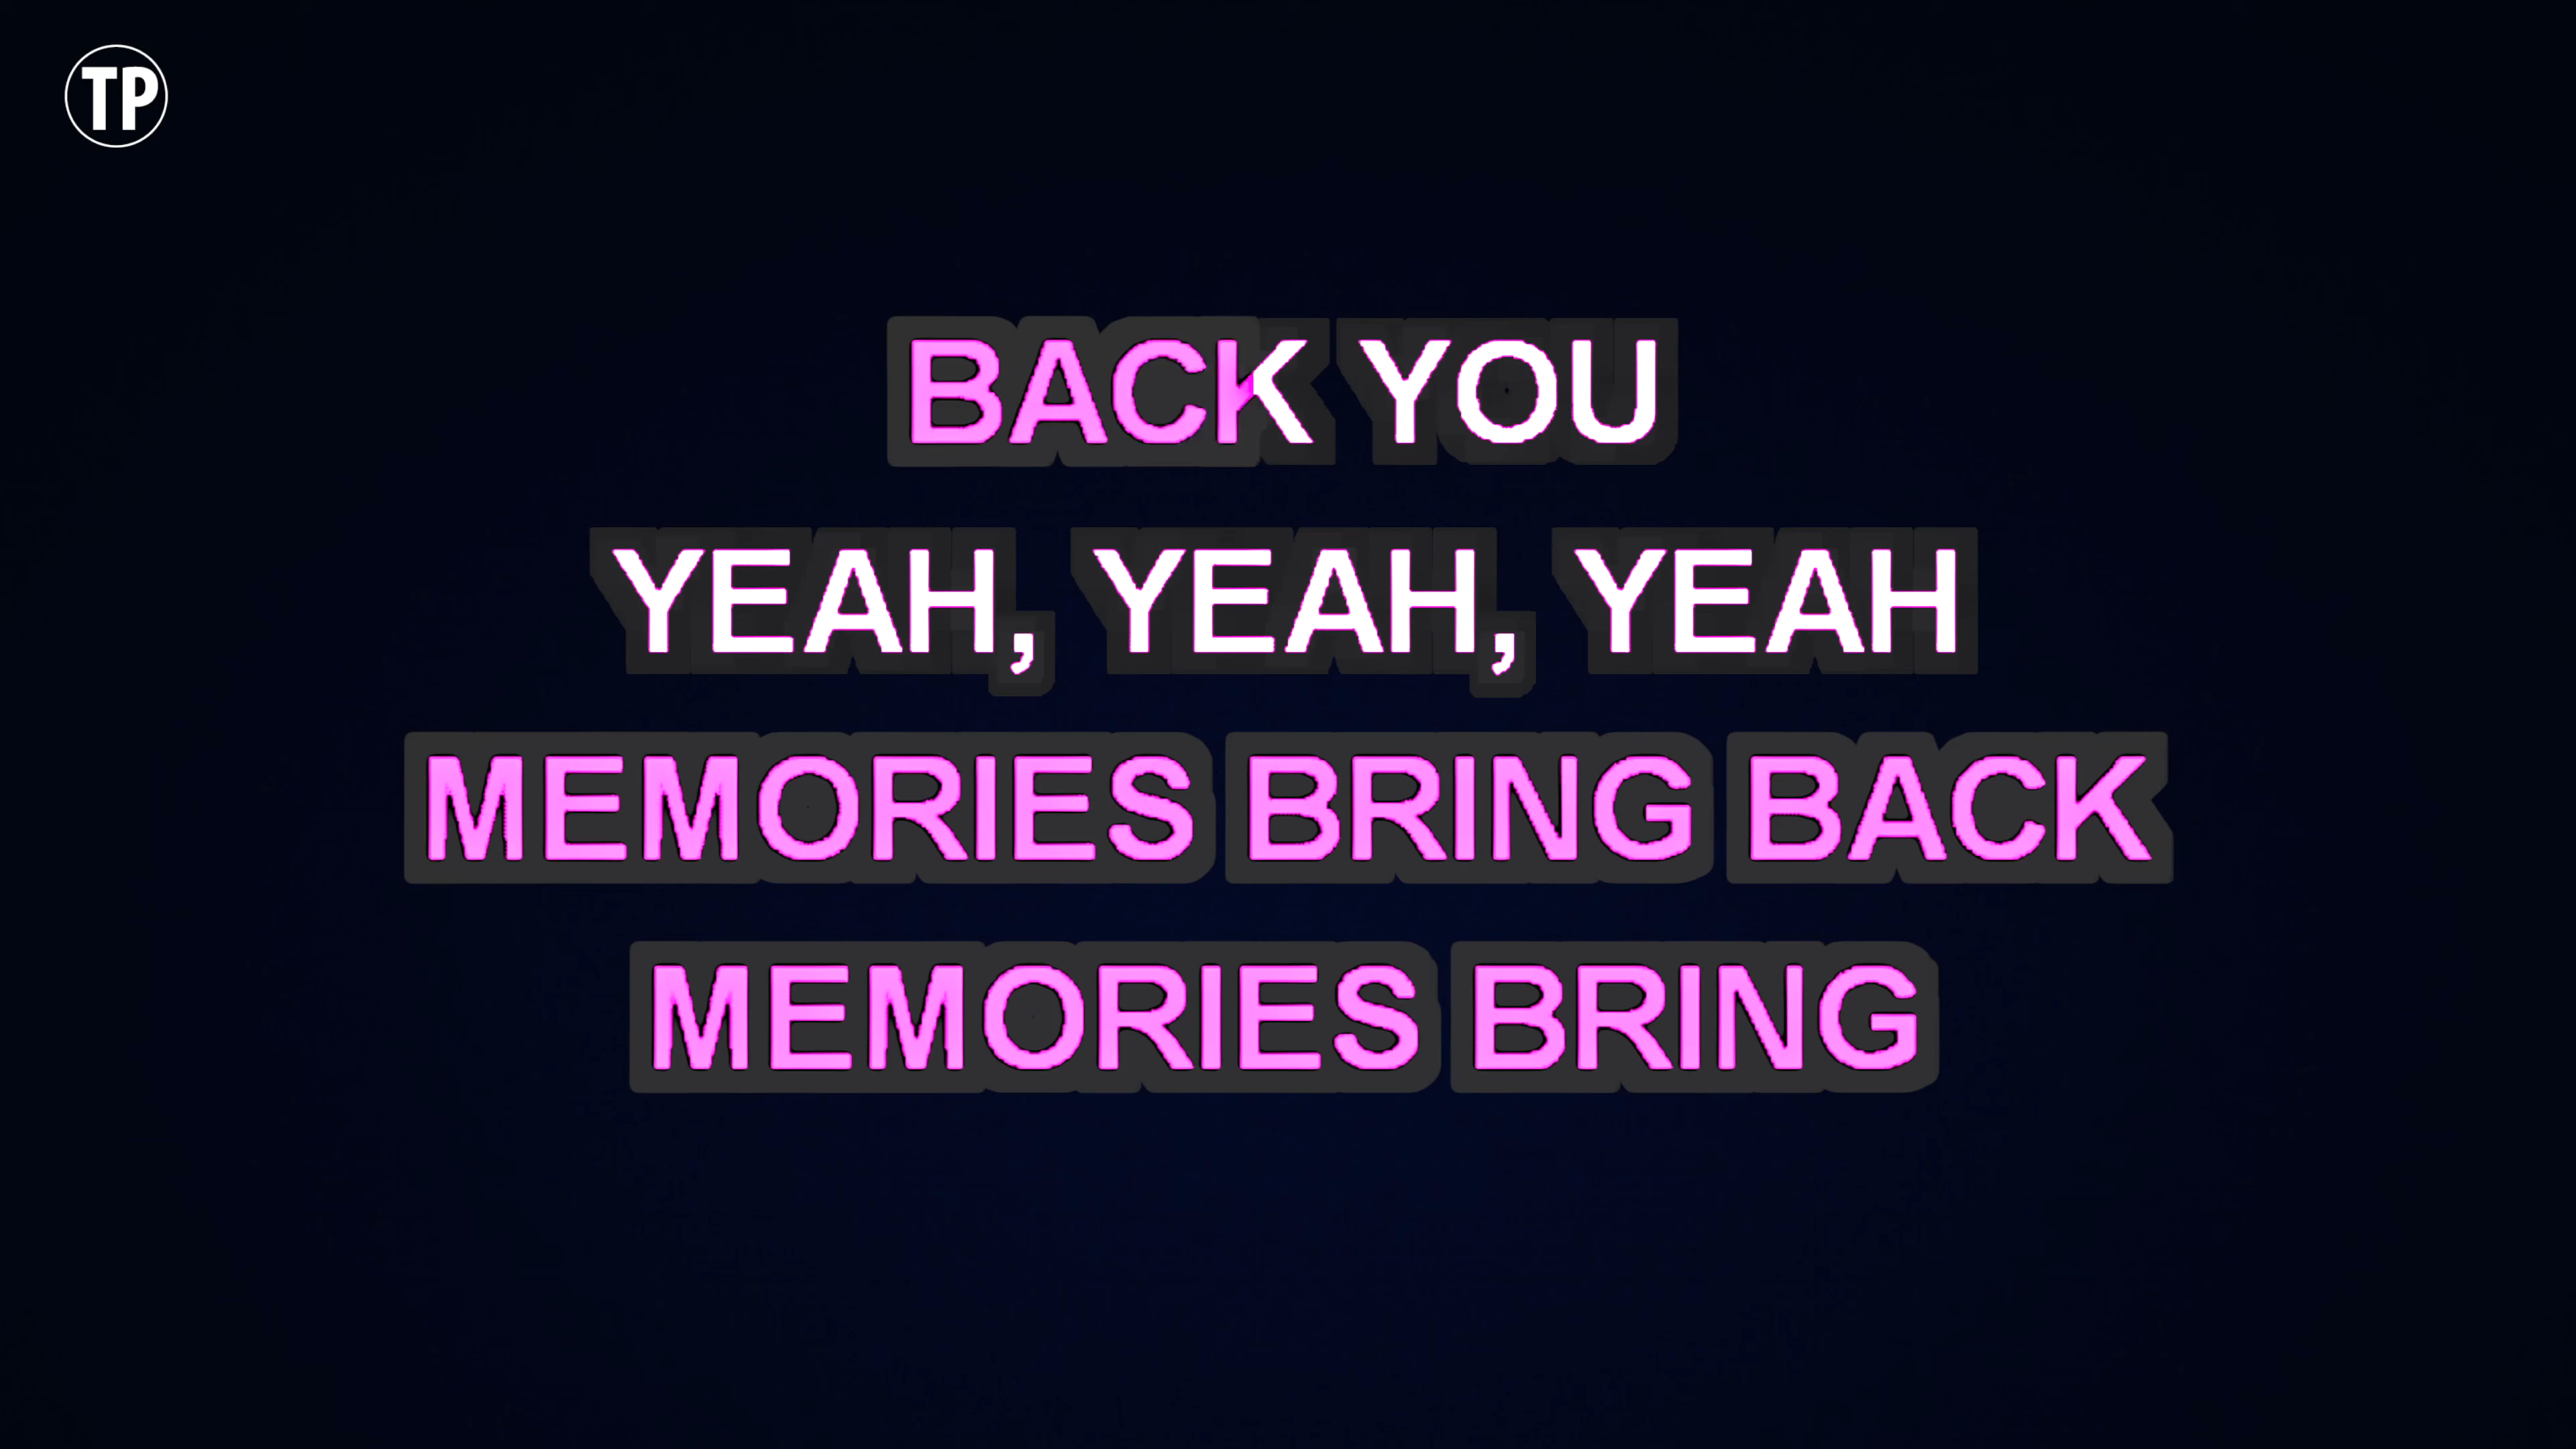 TP
BACK YOU
YEAH, YEAH, YEAH
MEMORIES BRING BACK
MEMORIES BRING